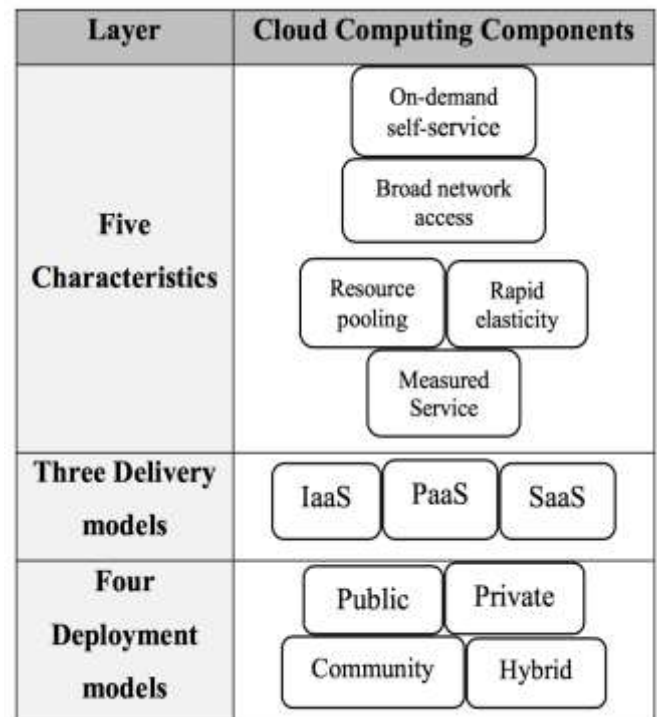 Layer
Cloud Computing Components
Five
Characteristics
On-demand
self-service
Broad network
access
Resource
pooling
Rapid
elasticity
Measured
Service
Three Delivery
models
IaaS
PaaS
SaaS
Four
Deployment
models
Public
Private
Community
Hybrid